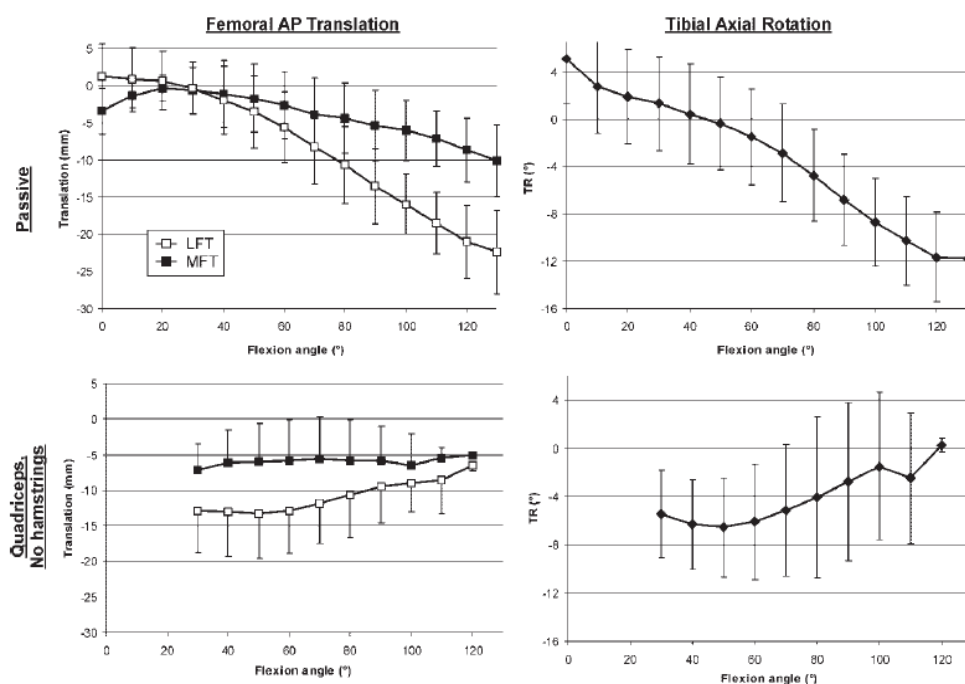 Femoral AP Translation
Tibial Axial Rotation
Passive
Translation (mm)
5
0
-5
-10
-15
-20
-25
-30
LFT
MFT
0 20 40 60 80 100 120
Flexion angle (°)
TR (°)
4
0
-4
-8
-12
-16
0 20 40 60 80 100 120
Flexion angle (°)
Quadriceps,
No hamstrings
Translation (mm)
5
0
-5
-10
-15
-20
-25
-30
0 20 40 60 80 100 120
Flexion angle (°)
TR (°)
4
0
-4
-8
-12
-16
0 20 40 60 80 100 120
Flexion angle (°)